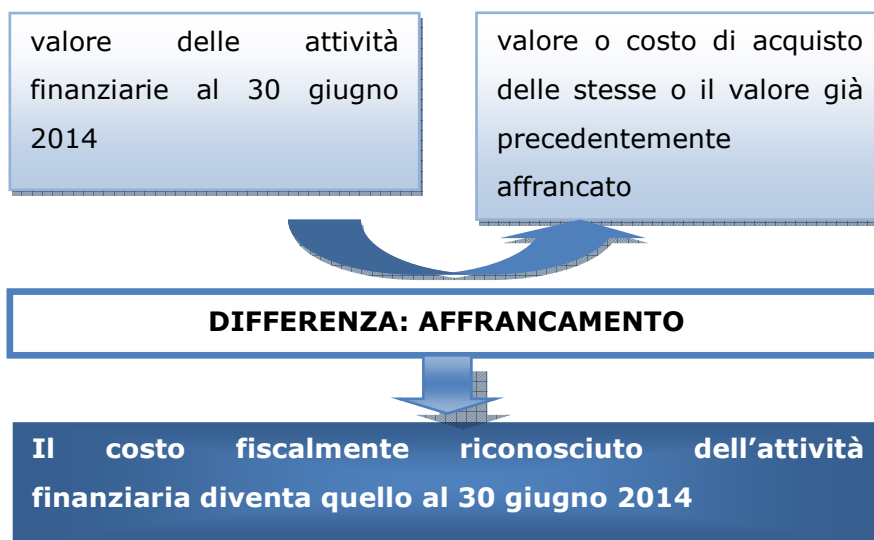 valore delle attività
finanziarie al 30 giugno
2014
valore o costo di acquisto
delle stesse o il valore già
precedentemente
affrancato
DIFFERENZA: AFFRANCAMENTO
Il costo fiscalmente riconosciuto dell’attività
finanziaria diventa quello al 30 giugno 2014